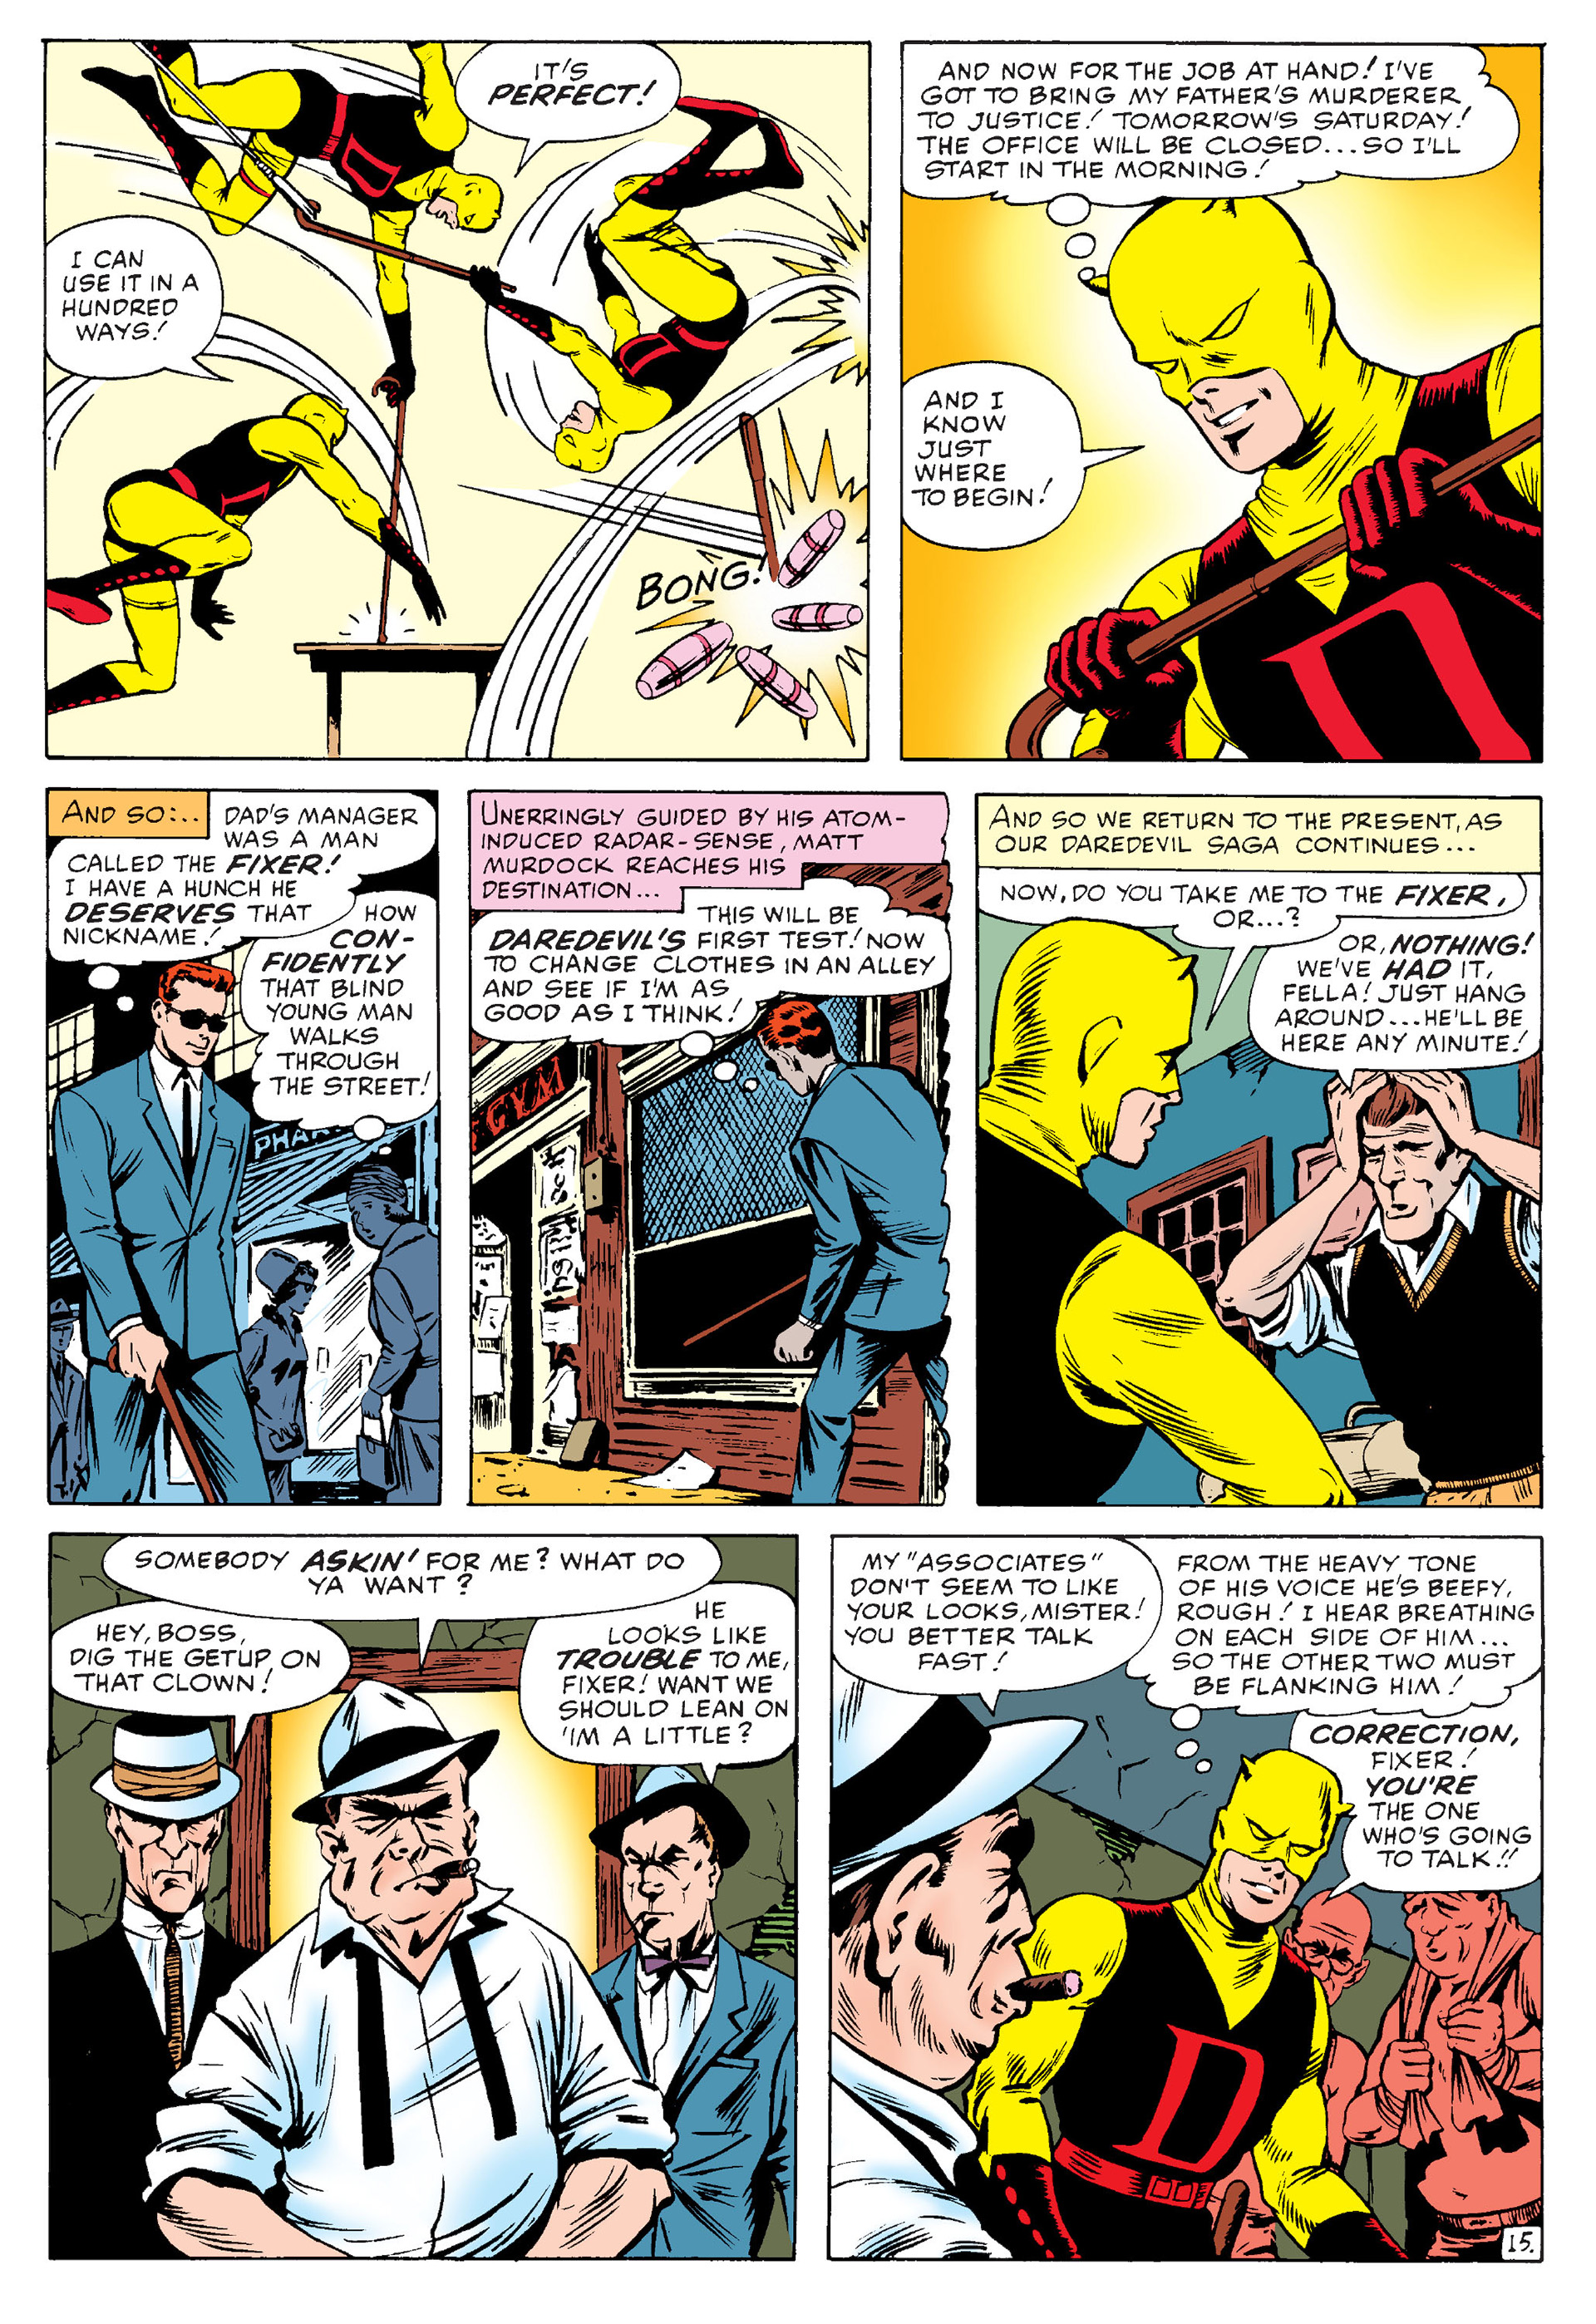 IT'S
PERFECT!
I CAN
USE IT IN A
HUNDRED
WAYS!
BONG!
AND NOW FOR THE JOB AT HAND! I'VE
GOT TO BRING MY FATHER'S MURDERER
TO JUSTICE! TOMORROW'S SATURDAY!
THE OFFICE WILL BE CLOSED... SO I'LL
START IN THE MORNING!
AND I
KNOW
JUST
WHERE
TO BEGIN!
AND SO:..
DAD'S MANAGER
WAS A MAN
CALLED THE FIXER!
I HAVE A HUNCH HE
DESERVES THAT
NICKNAME!
HOW
CON-
FIDENTLY
THAT BLIND
YOUNG MAN
WALKS
THROUGH
THE STREET!
PHAR
UNERRINGLY GUIDED BY HIS ATOM-
INDUCED RADAR-SENSE, MATT
MURDOCK REACHES HIS
DESTINATION...
THIS WILL BE
DAREDEVIL'S FIRST TEST! NOW
TO CHANGE CLOTHES IN AN ALLEY
AND SEE IF I'M AS
GOOD AS I THINK!
GYM
AND SO WE RETURN TO THE PRESENT, AS
OUR DAREDEVIL SAGA CONTINUES...
NOW, DO YOU TAKE ME TO THE FIXER,
OR...?
OR, NOTHING!
WE'VE HAD IT,
FELLA! JUST HANG
AROUND... HE'LL BE
HERE ANY MINUTE!
SOMEBODY ASKIN' FOR ME? WHAT DO
YA WANT?
HEY, BOSS,
DIG THE GETUP ON
THAT CLOWN!
HE
LOOKS LIKE
TROUBLE TO ME,
FIXER! WANT WE
SHOULD LEAN ON
'IM A LITTLE?
MY "ASSOCIATES"
DON'T SEEM TO LIKE
YOUR LOOKS, MISTER!
YOU BETTER TALK
FAST!
FROM THE HEAVY TONE
OF HIS VOICE HE'S BEEFY,
ROUGH! I HEAR BREATHING
ON EACH SIDE OF HIM...
SO THE OTHER TWO MUST
BE FLANKING HIM!
CORRECTION,
FIXER!
YOU'RE
THE ONE
WHO'S GOING
TO TALK!!
D
15.